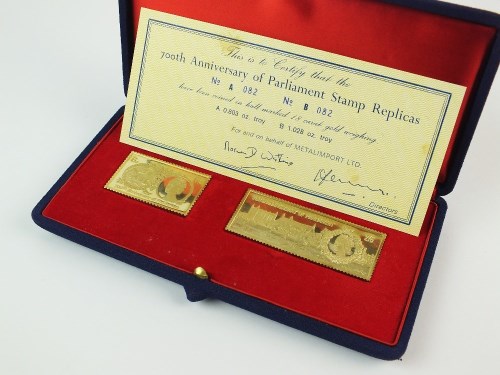 This is to Certify that the
700th Anniversary of Parliament Stamp Replicas
No A 082 No B 082
have been issued in hall marked 18 carat gold weighing
A 0.803 oz. troy B 1.028 oz. troy
For and on behalf of METALIMPORT LTD.
Directors